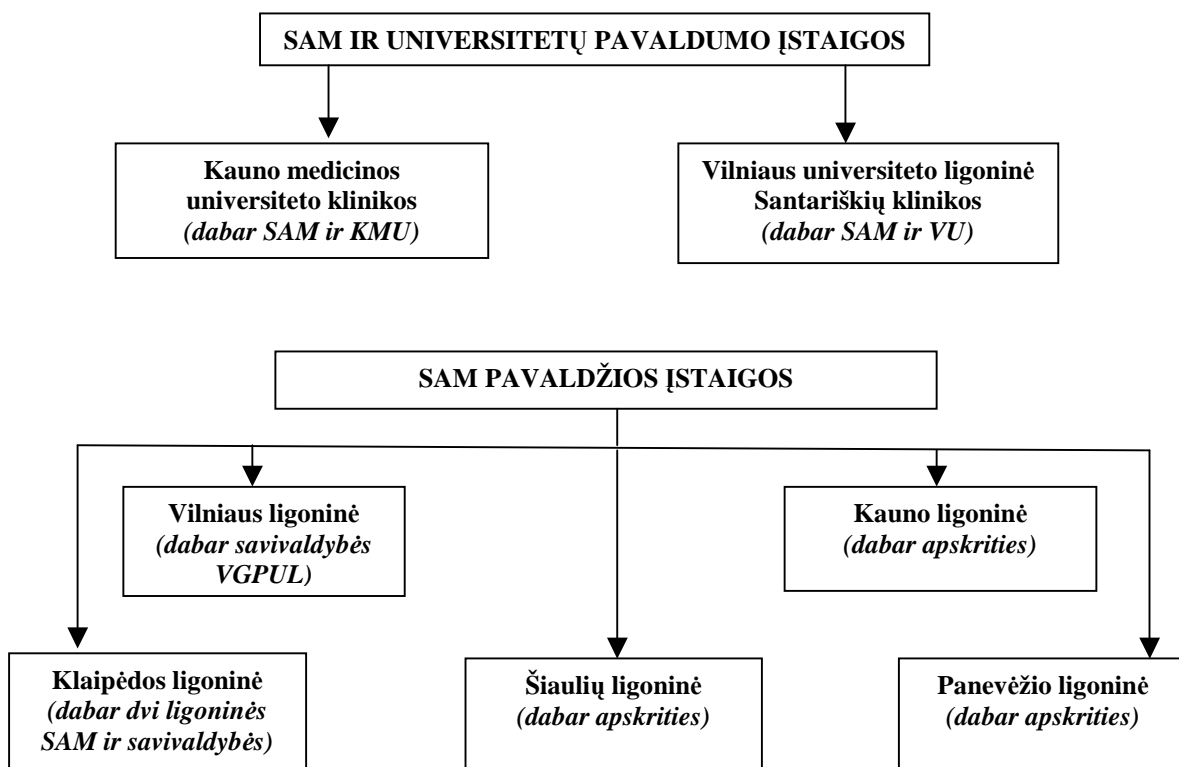 SAM IR UNIVERSITETŲ PAVALDUMO ĮSTAIGOS
Kauno medicinos
universiteto klinikos
(dabar SAM ir KMU)
Vilniaus universiteto ligoninė
Santariškių klinikos
(dabar SAM ir VU)
SAM PAVALDŽIOS ĮSTAIGOS
Vilniaus ligoninė
(dabar savivaldybės
VGPUL)
Kauno ligoninė
(dabar apskrities)
Klaipėdos ligoninė
(dabar dvi ligoninės
SAM ir savivaldybės)
Šiaulių ligoninė
(dabar apskrities)
Panevėžio ligoninė
(dabar apskrities)